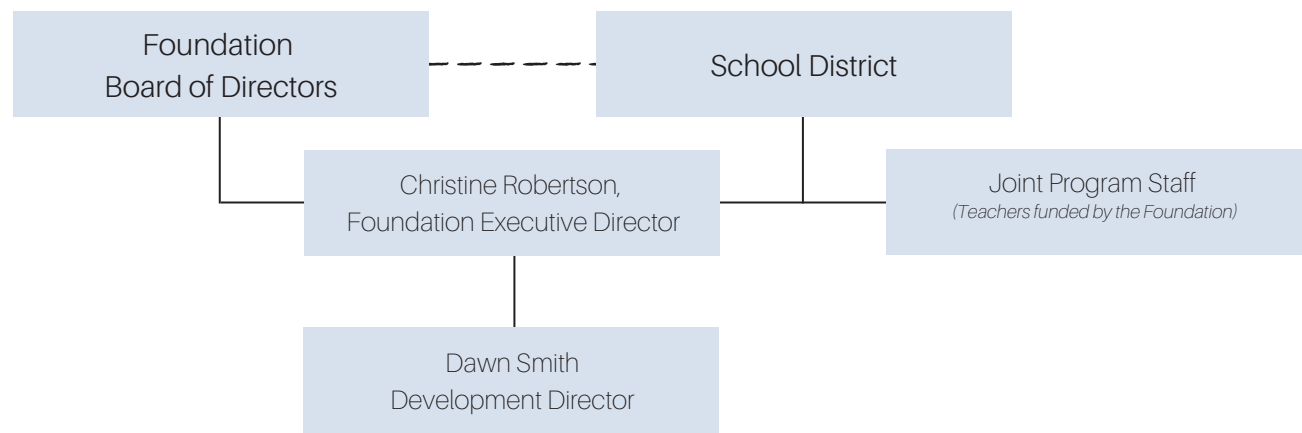 Foundation
Board of Directors
School District
Christine Robertson,
Foundation Executive Director
Joint Program Staff
(Teachers funded by the Foundation)
Dawn Smith
Development Director